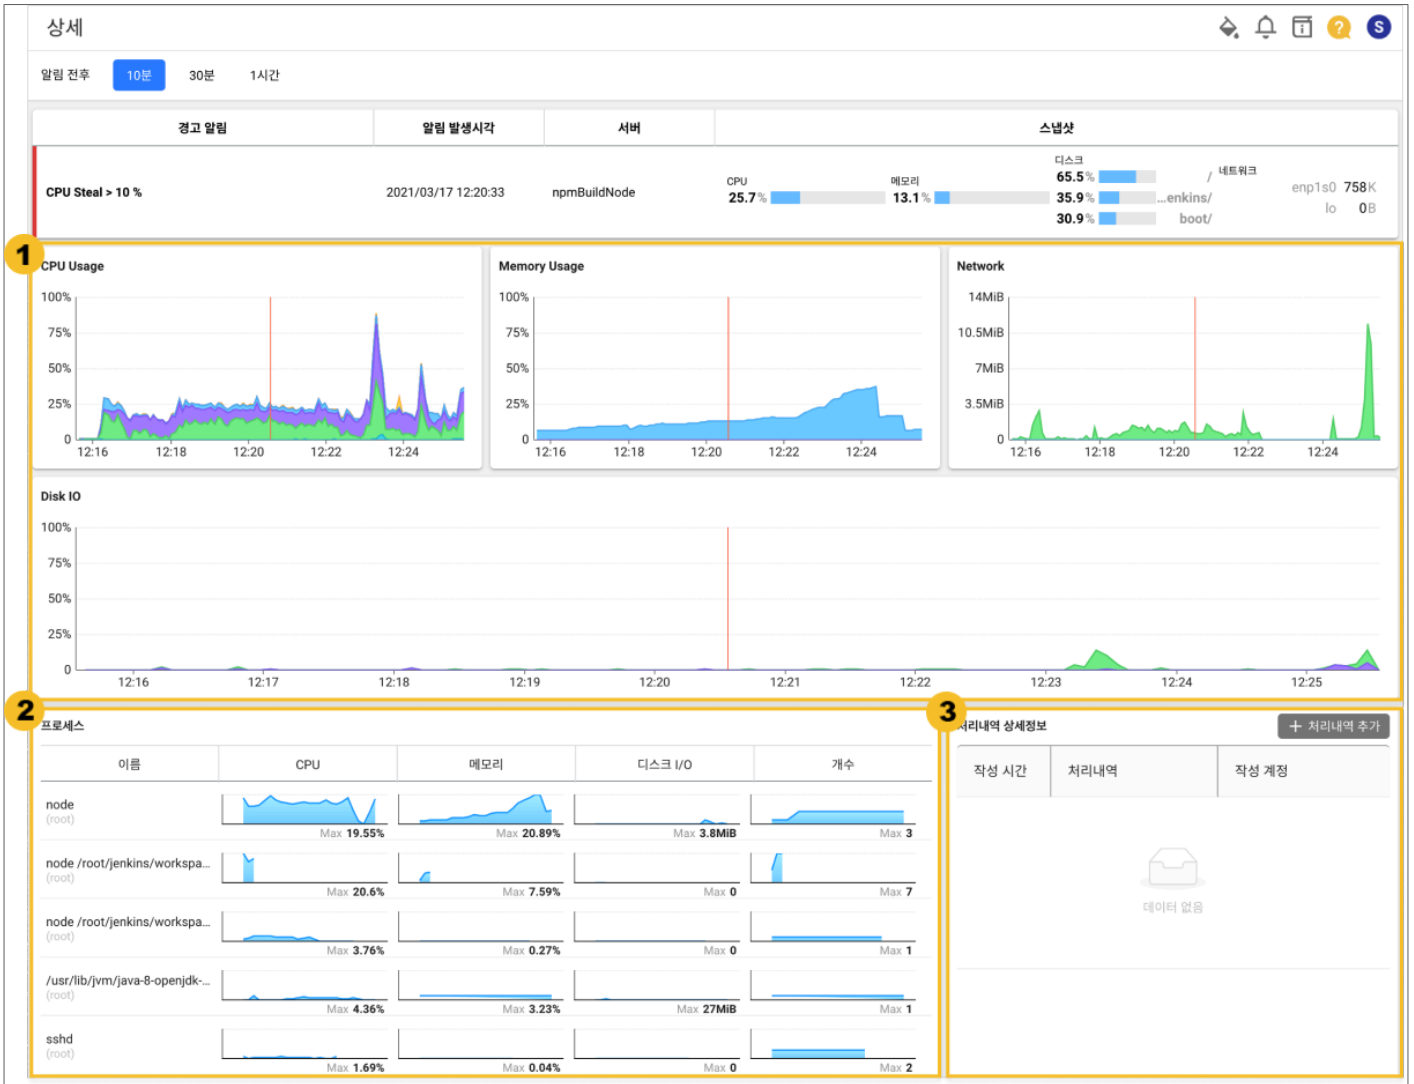 상세
?
S
알림 전후 10분 30분 1시간
경고 알림 알림 발생시각 서버 스냅샷
CPU Steal > 10 % 2021/03/17 12:20:33 npmBuildNode
CPU
25.7%
메모리
13.1%
디스크
65.5% /
35.9% ...enkins/
30.9% boot/
네트워크
enp1s0 758K
lo 0B
1
CPU Usage
100%
75%
50%
25%
0
12:16 12:18 12:20 12:22 12:24
Memory Usage
100%
75%
50%
25%
0
12:16 12:18 12:20 12:22 12:24
Network
14MiB
10.5MiB
7MiB
3.5MiB
0
12:16 12:18 12:20 12:22 12:24
Disk IO
100%
75%
50%
25%
0
12:16 12:17 12:18 12:19 12:20 12:21 12:22 12:23 12:24 12:25
2
프로세스
이름 CPU 메모리 디스크 I/O 개수
node
(root)
Max 19.55% Max 20.89% Max 3.8MiB Max 3
node /root/jenkins/workspa...
(root)
Max 20.6% Max 7.59% Max 0 Max 7
node /root/jenkins/workspa...
(root)
Max 3.76% Max 0.27% Max 0 Max 1
/usr/lib/jvm/java-8-openjdk-...
(root)
Max 4.36% Max 3.23% Max 27MiB Max 1
sshd
(root)
Max 1.69% Max 0.04% Max 0 Max 2
3
처리내역 상세정보
+ 처리내역 추가
작성 시간 처리내역 작성 계정
데이터 없음